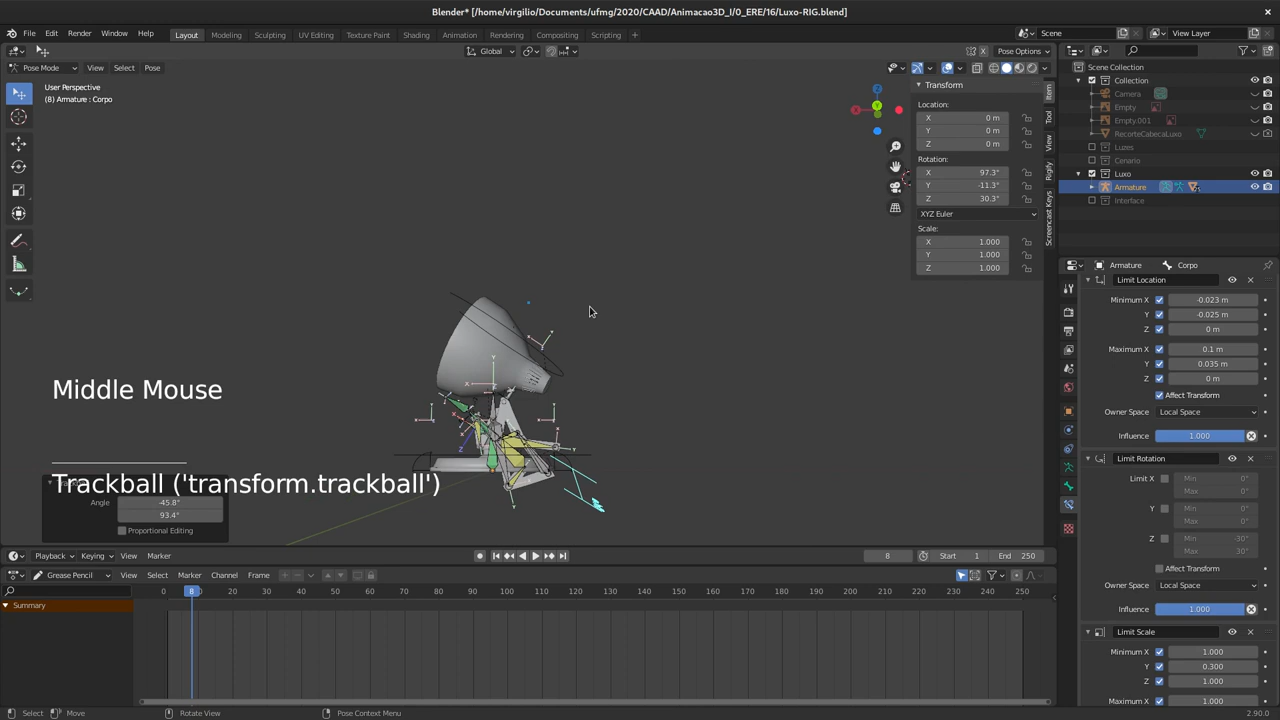 Blender* [/home/virgilio/Documents/ufmg/2020/CAAD/Animacao3D_I/0_ERE/16/Luxo-RIG.blend]
File Edit Render Window Help Layout Modeling Sculpting UV Editing Texture Paint Shading Animation Rendering Compositing Scripting + Scene View Layer
Global Pose Options
Pose Mode View Select Pose
User Perspective
(8) Armature : Corpo
Transform
Location:
X 0 m
Y 0 m
Z 0 m
Rotation:
X 97.3°
Y -11.3°
Z 30.3°
XYZ Euler
Scale:
X 1.000
Y 1.000
Z 1.000
Item
Tool
View
Rigify
Screencast Keys
Scene Collection
Collection
Camera
Empty
Empty.001
RecorteCabecaLuxo
Luzes
Cenario
Luxo
Armature
Interface
Armature Corpo
Limit Location
Minimum X -0.023 m
Y -0.025 m
Z 0 m
Maximum X 0.1 m
Y 0.035 m
Z 0 m
Affect Transform
Owner Space Local Space
Influence 1.000
Limit Rotation
Limit X Min 0°
Max 0°
Y Min 0°
Max 0°
Z Min -30°
Max 30°
Affect Transform
Owner Space Local Space
Influence 1.000
Limit Scale
Minimum X 1.000
Y 0.300
Z 1.000
Maximum X 1.000
Middle Mouse
Trackball ('transform.trackball')
Angle -45.8°
93.4°
Proportional Editing
Playback Keying View Marker 8 Start 1 End 250
Grease Pencil View Select Marker Channel Frame
0 8 20 30 40 50 60 70 80 90 100 110 120 130 140 150 160 170 180 190 200 210 220 230 240 250
Summary
Select Move Rotate View Pose Context Menu 2.90.0